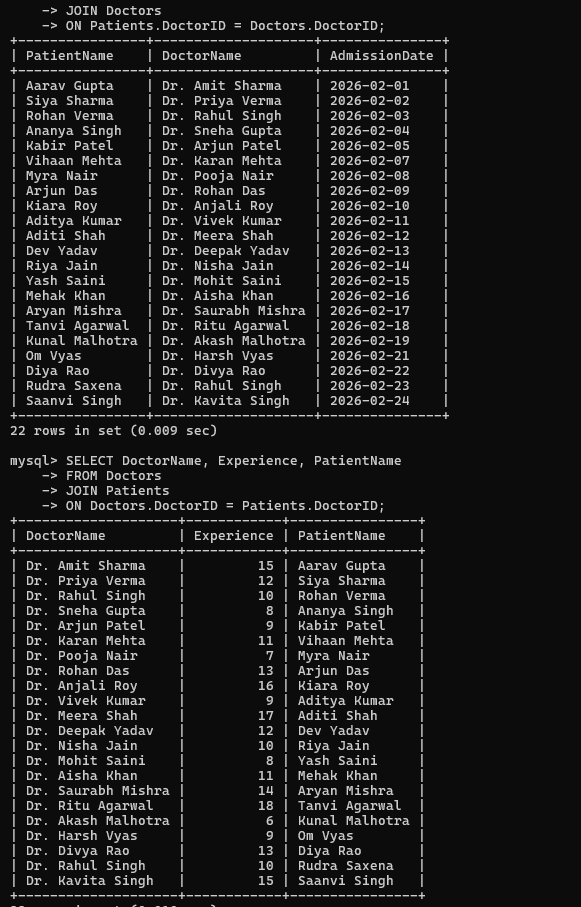 -> JOIN Doctors
    -> ON Patients.DoctorID = Doctors.DoctorID;
+----------------+--------------------+---------------+
| PatientName    | DoctorName         | AdmissionDate |
+----------------+--------------------+---------------+
| Aarav Gupta    | Dr. Amit Sharma    | 2026-02-01    |
| Siya Sharma    | Dr. Priya Verma    | 2026-02-02    |
| Rohan Verma    | Dr. Rahul Singh    | 2026-02-03    |
| Ananya Singh   | Dr. Sneha Gupta    | 2026-02-04    |
| Kabir Patel    | Dr. Arjun Patel    | 2026-02-05    |
| Vihaan Mehta   | Dr. Karan Mehta    | 2026-02-07    |
| Myra Nair      | Dr. Pooja Nair     | 2026-02-08    |
| Arjun Das      | Dr. Rohan Das      | 2026-02-09    |
| Kiara Roy      | Dr. Anjali Roy     | 2026-02-10    |
| Aditya Kumar   | Dr. Vivek Kumar    | 2026-02-11    |
| Aditi Shah     | Dr. Meera Shah     | 2026-02-12    |
| Dev Yadav      | Dr. Deepak Yadav   | 2026-02-13    |
| Riya Jain      | Dr. Nisha Jain     | 2026-02-14    |
| Yash Saini     | Dr. Mohit Saini    | 2026-02-15    |
| Mehak Khan     | Dr. Aisha Khan     | 2026-02-16    |
| Aryan Mishra   | Dr. Saurabh Mishra | 2026-02-17    |
| Tanvi Agarwal  | Dr. Ritu Agarwal   | 2026-02-18    |
| Kunal Malhotra | Dr. Akash Malhotra | 2026-02-19    |
| Om Vyas        | Dr. Harsh Vyas     | 2026-02-21    |
| Diya Rao       | Dr. Divya Rao      | 2026-02-22    |
| Rudra Saxena   | Dr. Rahul Singh    | 2026-02-23    |
| Saanvi Singh   | Dr. Kavita Singh   | 2026-02-24    |
+----------------+--------------------+---------------+
22 rows in set (0.009 sec)

mysql> SELECT DoctorName, Experience, PatientName
    -> FROM Doctors
    -> JOIN Patients
    -> ON Doctors.DoctorID = Patients.DoctorID;
+--------------------+------------+----------------+
| DoctorName         | Experience | PatientName    |
+--------------------+------------+----------------+
| Dr. Amit Sharma    |         15 | Aarav Gupta    |
| Dr. Priya Verma    |         12 | Siya Sharma    |
| Dr. Rahul Singh    |         10 | Rohan Verma    |
| Dr. Sneha Gupta    |          8 | Ananya Singh   |
| Dr. Arjun Patel    |          9 | Kabir Patel    |
| Dr. Karan Mehta    |         11 | Vihaan Mehta   |
| Dr. Pooja Nair     |          7 | Myra Nair      |
| Dr. Rohan Das      |         13 | Arjun Das      |
| Dr. Anjali Roy     |         16 | Kiara Roy      |
| Dr. Vivek Kumar    |          9 | Aditya Kumar   |
| Dr. Meera Shah     |         17 | Aditi Shah     |
| Dr. Deepak Yadav   |         12 | Dev Yadav      |
| Dr. Nisha Jain     |         10 | Riya Jain      |
| Dr. Mohit Saini    |          8 | Yash Saini     |
| Dr. Aisha Khan     |         11 | Mehak Khan     |
| Dr. Saurabh Mishra |         14 | Aryan Mishra   |
| Dr. Ritu Agarwal   |         18 | Tanvi Agarwal  |
| Dr. Akash Malhotra |          6 | Kunal Malhotra |
| Dr. Harsh Vyas     |          9 | Om Vyas        |
| Dr. Divya Rao      |         13 | Diya Rao       |
| Dr. Rahul Singh    |         10 | Rudra Saxena   |
| Dr. Kavita Singh   |         15 | Saanvi Singh   |
+--------------------+------------+----------------+